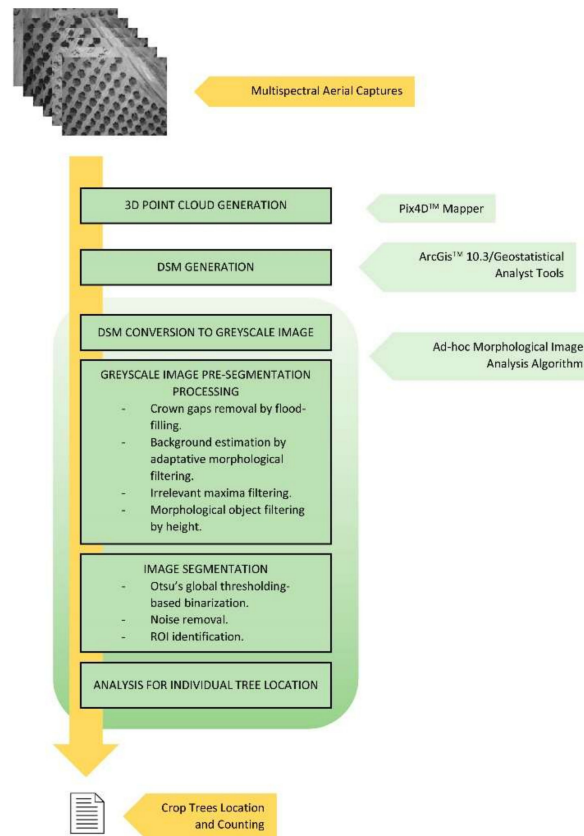 Multispectral Aerial Captures
3D POINT CLOUD GENERATION
Pix4D™ Mapper
DSM GENERATION
ArcGis™ 10.3/Geostatistical
Analyst Tools
DSM CONVERSION TO GREYSCALE IMAGE
Ad-hoc Morphological Image
Analysis Algorithm
GREYSCALE IMAGE PRE-SEGMENTATION
PROCESSING
- Crown gaps removal by flood-
filling.
- Background estimation by
adaptative morphological
filtering.
- Irrelevant maxima filtering.
- Morphological object filtering
by height.
IMAGE SEGMENTATION
- Otsu's global thresholding-
based binarization.
- Noise removal.
- ROI identification.
ANALYSIS FOR INDIVIDUAL TREE LOCATION
Crop Trees Location
and Counting